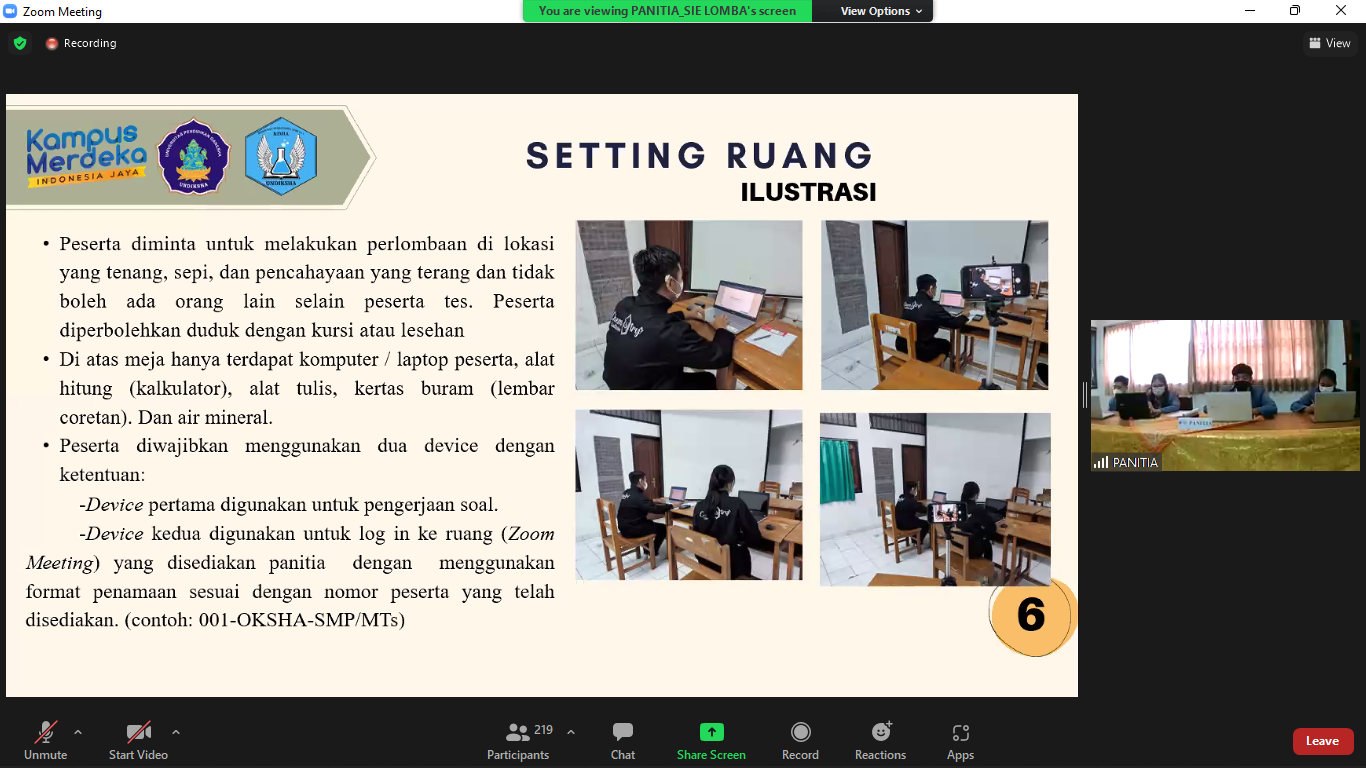 Zoom Meeting
You are viewing PANITIA_SIE LOMBA's screen
View Options
Recording
View
Kampus
Merdeka
INDONESIA JAYA
UNIVERSITAS PENDIDIKAN GANESHA
UNDIKSHA
UNDIKSHA
SETTING RUANG
ILUSTRASI
• Peserta diminta untuk melakukan perlombaan di lokasi
yang tenang, sepi, dan pencahayaan yang terang dan tidak
boleh ada orang lain selain peserta tes. Peserta
diperbolehkan duduk dengan kursi atau lesehan
• Di atas meja hanya terdapat komputer / laptop peserta, alat
hitung (kalkulator), alat tulis, kertas buram (lembar
coretan). Dan air mineral.
• Peserta diwajibkan menggunakan dua device dengan
ketentuan:
-Device pertama digunakan untuk pengerjaan soal.
-Device kedua digunakan untuk log in ke ruang (Zoom
Meeting) yang disediakan panitia dengan menggunakan
format penamaan sesuai dengan nomor peserta yang telah
disediakan. (contoh: 001-OKSHA-SMP/MTs)
6
PANITIA
Unmute
Start Video
219
Participants
Chat
Share Screen
Record
Reactions
Apps
Leave